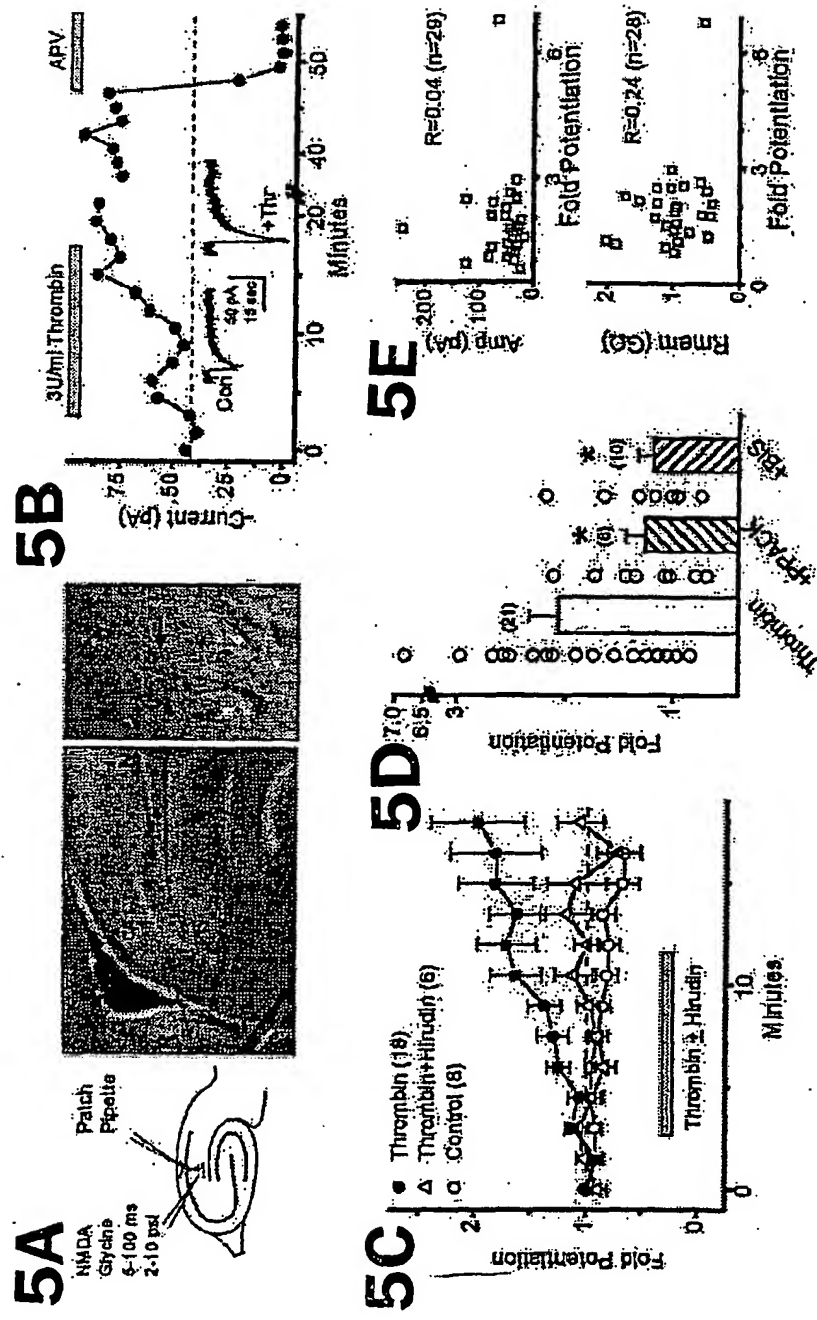 5A
NMDA
Glycine
6-100 ms
2-10 psi
Patch
Pipette
5B
3U/ml Thrombin
APV
-Current (pA)
75
50
25
0
Con
+Thr
50 pA
15 sec
0
10
20
40
50
Minutes
5C
Thrombin (18)
Thrombin+Hirudin (6)
Control (8)
Fold Potentiation
2
1
0
Thrombin ± Hirudin
0
10
Minutes
5D
Fold Potentiation
7.0
6.5
3
1
(21)
(8)
*
(10)
*
Thrombin
+PPACK
+BIS
5E
R=0.04 (n=29)
Amp (pA)
200
100
0
3
6
Fold Potentiation
R=0.24 (n=28)
Rmem (GΩ)
2
1
0
0
3
6
Fold Potentiation